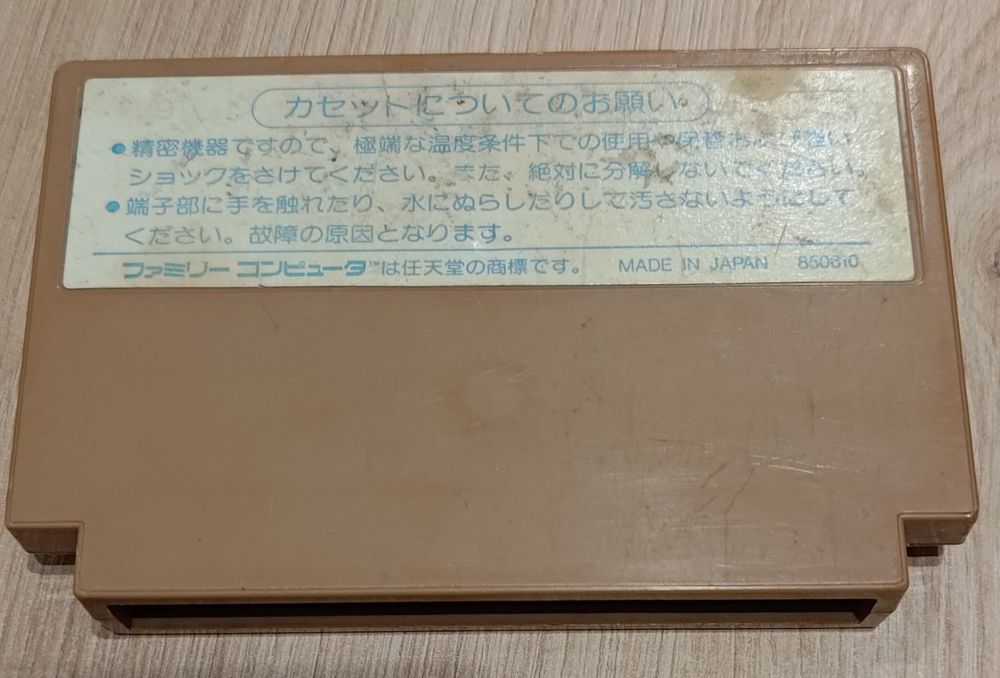 カセットについてのお願い
●精密機器ですので、極端な温度条件下での使用や保管および強い
ショックをさけてください。また、絶対に分解しないでください。
●端子部に手を触れたり、水にぬらしたりして汚さないようにして
ください。故障の原因となります。
ファミリー コンピュータ™は任天堂の商標です。 MADE IN JAPAN